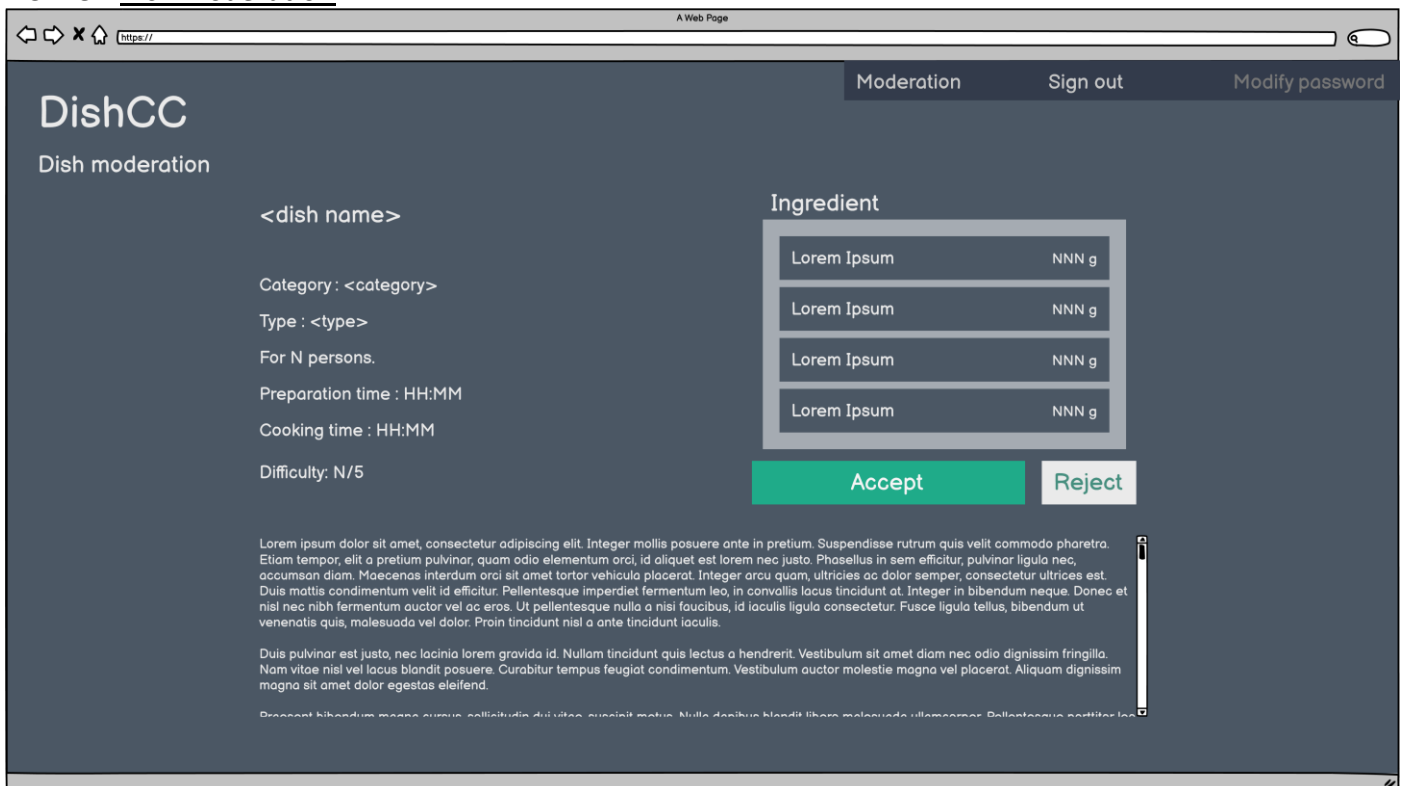 A Web Page
https://
Moderation Sign out Modify password
DishCC
Dish moderation
<dish name>
Category : <category>
Type : <type>
For N persons.
Preparation time : HH:MM
Cooking time : HH:MM
Difficulty: N/5
Ingredient
Lorem Ipsum NNN g
Lorem Ipsum NNN g
Lorem Ipsum NNN g
Lorem Ipsum NNN g
Accept Reject
Lorem ipsum dolor sit amet, consectetur adipiscing elit. Integer mollis posuere ante in pretium. Suspendisse rutrum quis velit commodo pharetra.
Etiam tempor, elit a pretium pulvinar, quam odio elementum orci, id aliquet est lorem nec justo. Phasellus in sem efficitur, pulvinar ligula nec,
accumsan diam. Maecenas interdum orci sit amet tortor vehicula placerat. Integer arcu quam, ultricies ac dolor semper, consectetur ultrices est.
Duis mattis condimentum velit id efficitur. Pellentesque imperdiet fermentum leo, in convallis lacus tincidunt at. Integer in bibendum neque. Donec et
nisl nec nibh fermentum auctor vel ac eros. Ut pellentesque nulla a nisi faucibus, id iaculis ligula consectetur. Fusce ligula tellus, bibendum ut
venenatis quis, malesuada vel dolor. Proin tincidunt nisl a ante tincidunt iaculis.
Duis pulvinar est justo, nec lacinia lorem gravida id. Nullam tincidunt quis lectus a hendrerit. Vestibulum sit amet diam nec odio dignissim fringilla.
Nam vitae nisl vel lacus blandit posuere. Curabitur tempus feugiat condimentum. Vestibulum auctor molestie magna vel placerat. Aliquam dignissim
magna sit amet dolor egestas eleifend.